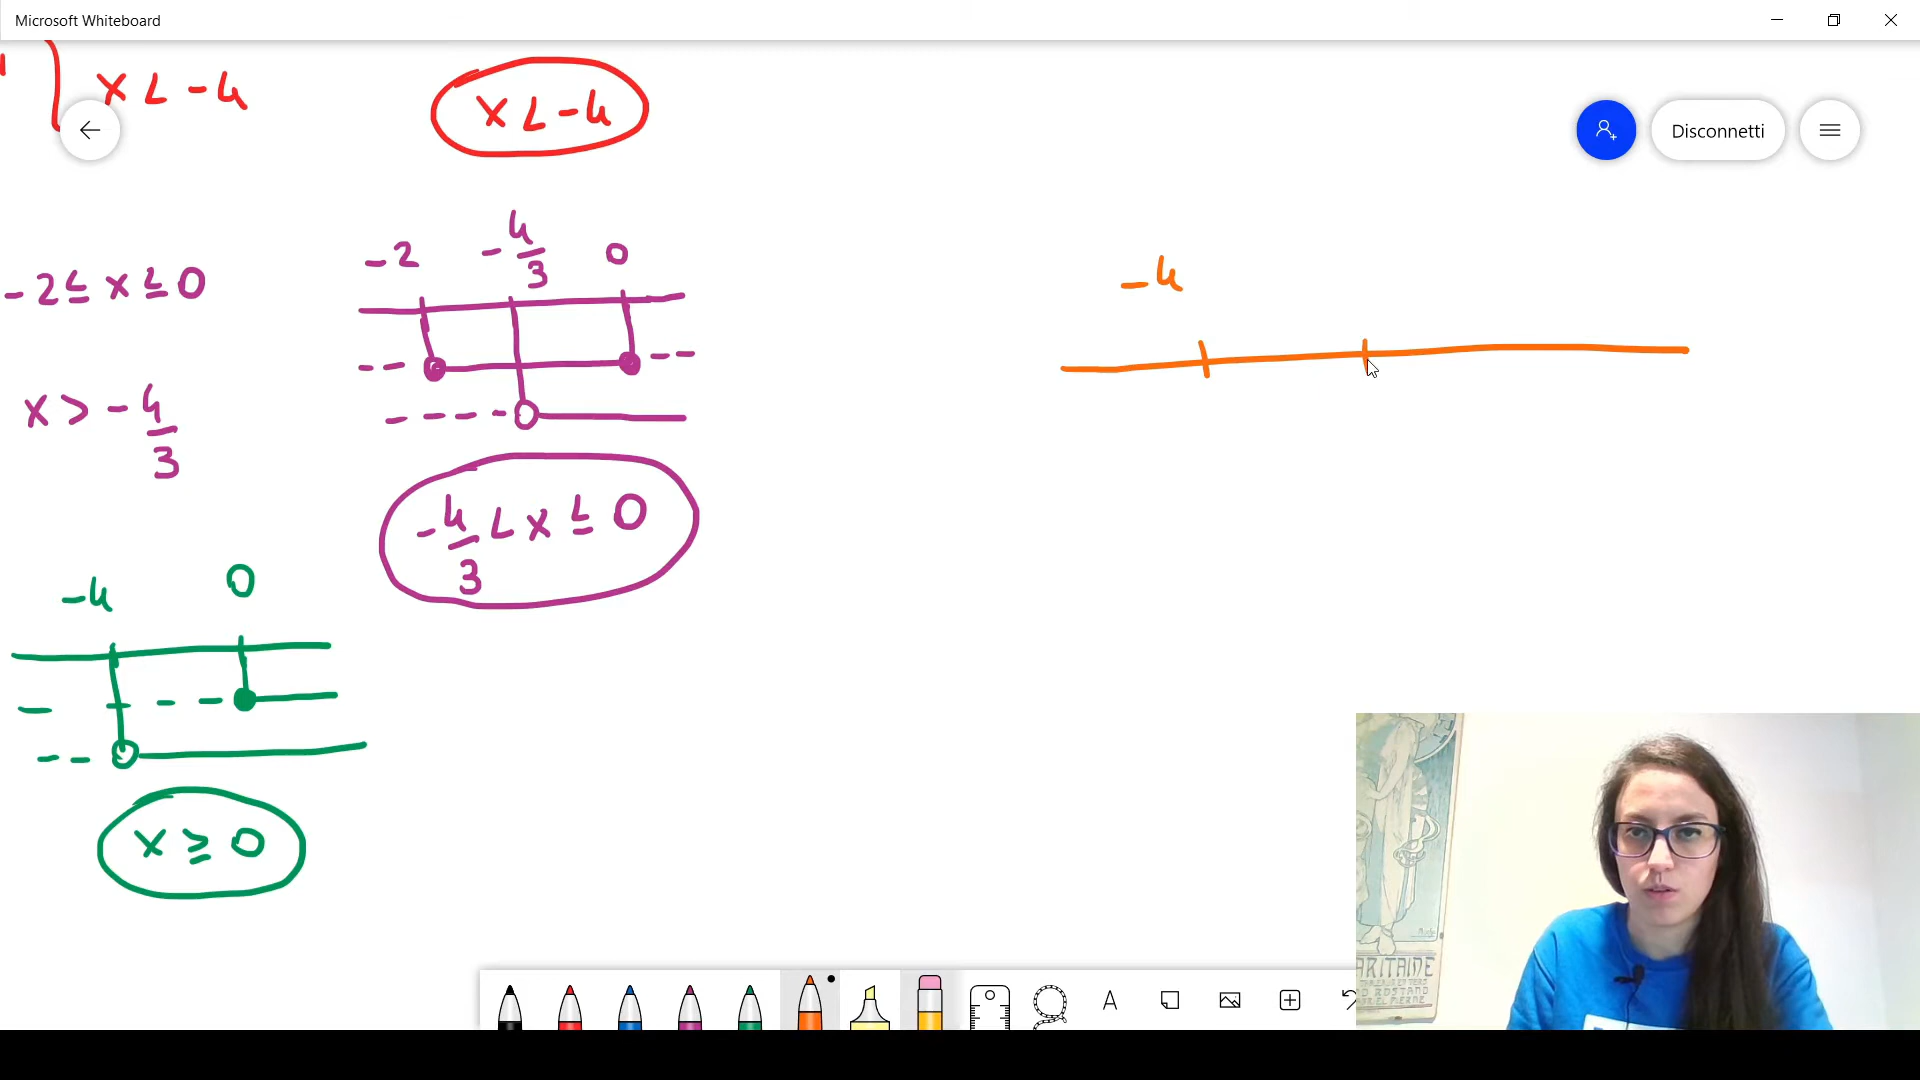 Microsoft Whiteboard
x < -4
x < -4
Disconnetti
-2 ≤ x ≤ 0
-2 -4/3 0
-4
x > -4/3
-4/3 < x ≤ 0
-4 0
x ≥ 0
A
ARITAINE